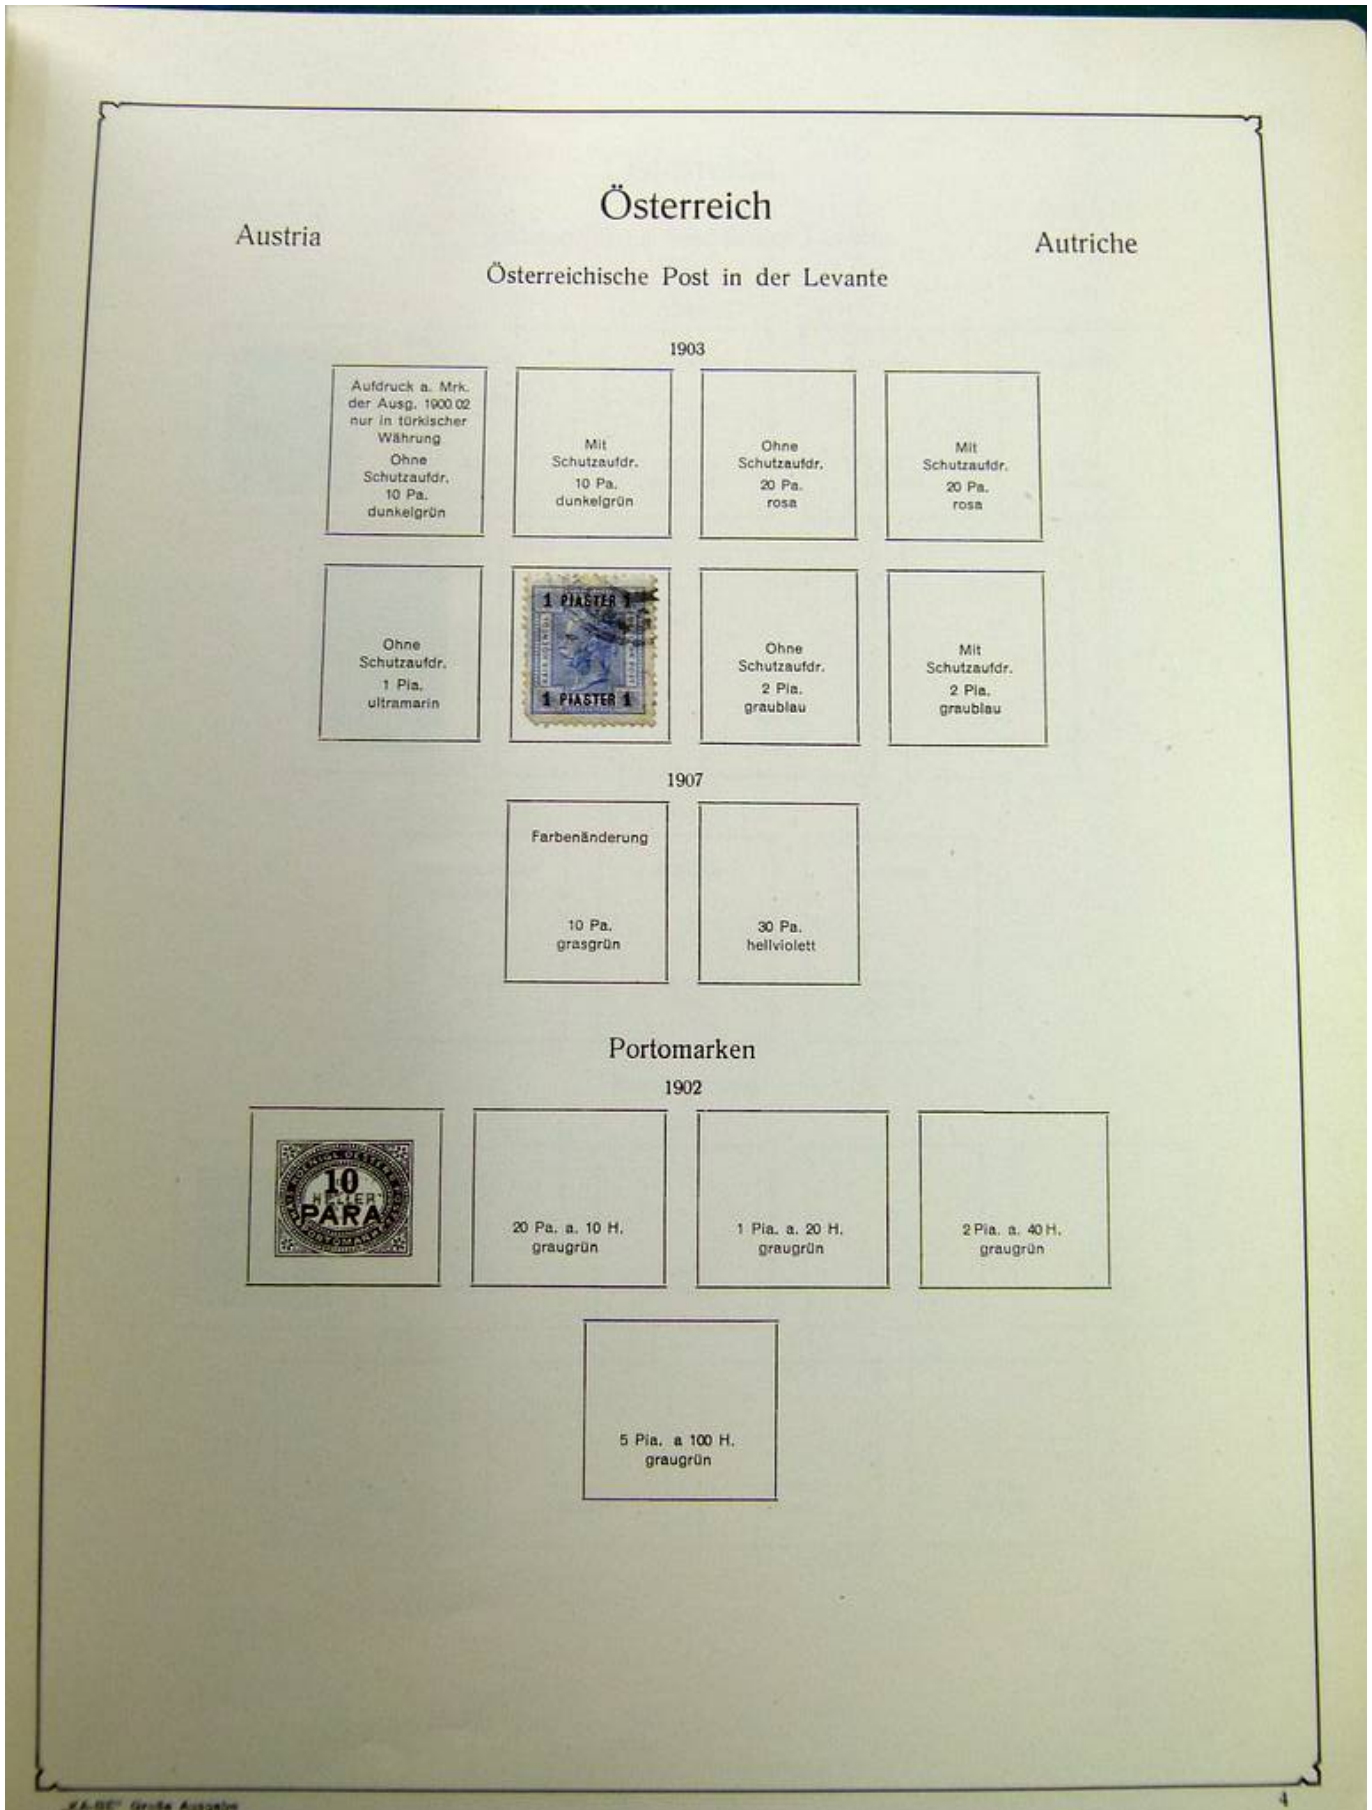 Österreich
Austria
Autriche
Österreichische Post in der Levante
1903
Aufdruck a. Mrk.
der Ausg. 1900 02
nur in türkischer
Währung
Ohne
Schutzaufdr.
10 Pa.
dunkelgrün
Mit
Schutzaufdr.
10 Pa.
dunkelgrün
Ohne
Schutzaufdr.
20 Pa.
rosa
Mit
Schutzaufdr.
20 Pa.
rosa
Ohne
Schutzaufdr.
1 Pia.
ultramarin
1 PIASTER 1
1 PIASTER 1
Ohne
Schutzaufdr.
2 Pia.
graublau
Mit
Schutzaufdr.
2 Pia.
graublau
1907
Farbenänderung
10 Pa.
grasgrün
30 Pa.
hellviolett
Portomarken
1902
10
HELLER
PARA
20 Pa. a. 10 H.
graugrün
1 Pia. a. 20 H.
graugrün
2 Pia. a. 40 H.
graugrün
5 Pia. a 100 H.
graugrün
„KA-BE" Große Ausgabe
4